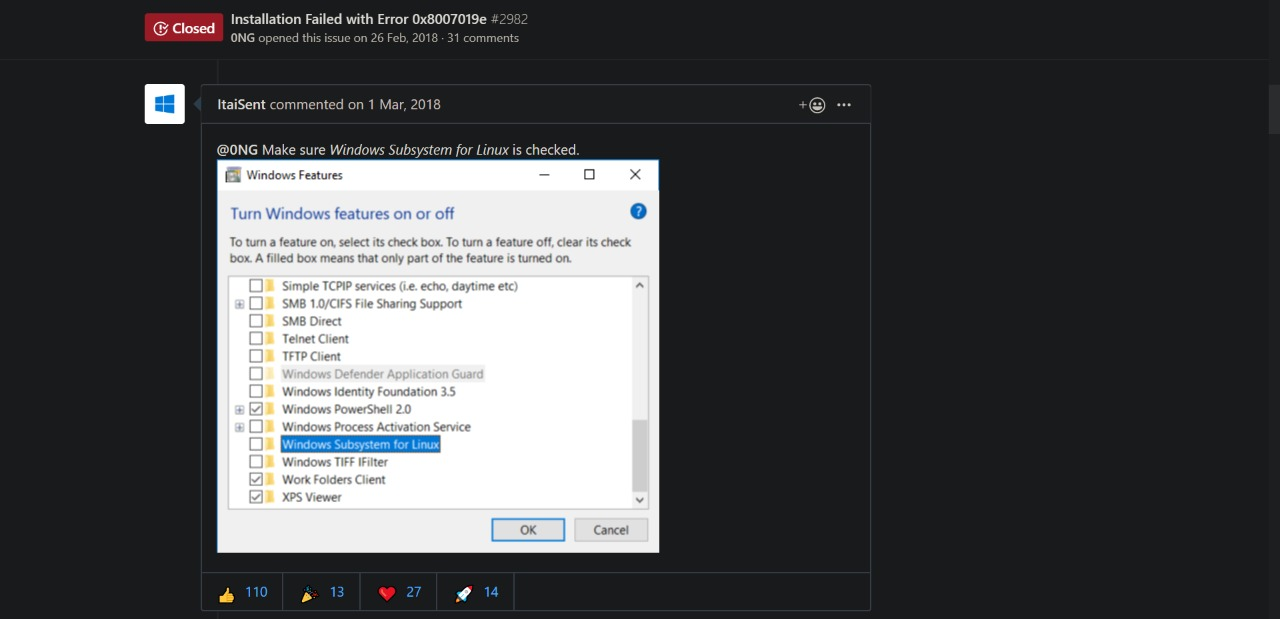 Closed
Installation Failed with Error 0x8007019e #2982
0NG opened this issue on 26 Feb, 2018 · 31 comments
ItaiSent commented on 1 Mar, 2018
@0NG Make sure Windows Subsystem for Linux is checked.
Windows Features
Turn Windows features on or off
To turn a feature on, select its check box. To turn a feature off, clear its check
box. A filled box means that only part of the feature is turned on.
Simple TCPIP services (i.e. echo, daytime etc)
SMB 1.0/CIFS File Sharing Support
SMB Direct
Telnet Client
TFTP Client
Windows Defender Application Guard
Windows Identity Foundation 3.5
Windows PowerShell 2.0
Windows Process Activation Service
Windows Subsystem for Linux
Windows TIFF IFilter
Work Folders Client
XPS Viewer
OK Cancel
110 13 27 14